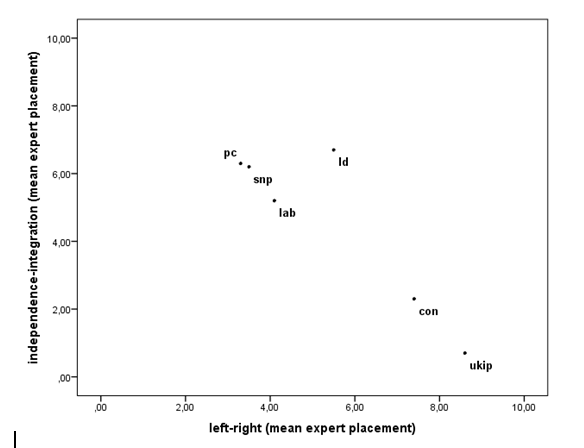 independence-integration (mean expert placement)
10,00
8,00
6,00
4,00
2,00
,00
pc
snp
lab
ld
con
ukip
,00 2,00 4,00 6,00 8,00 10,00
left-right (mean expert placement)